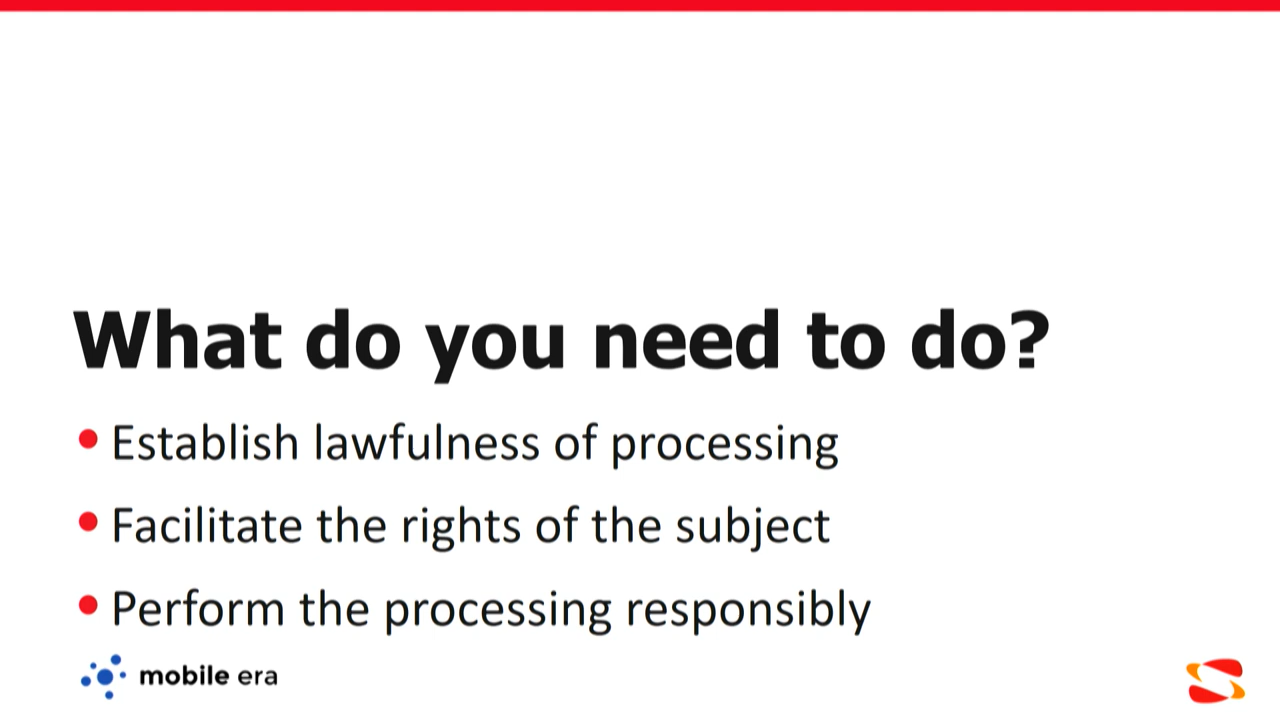 What do you need to do?
Establish lawfulness of processing
Facilitate the rights of the subject
Perform the processing responsibly
mobile era